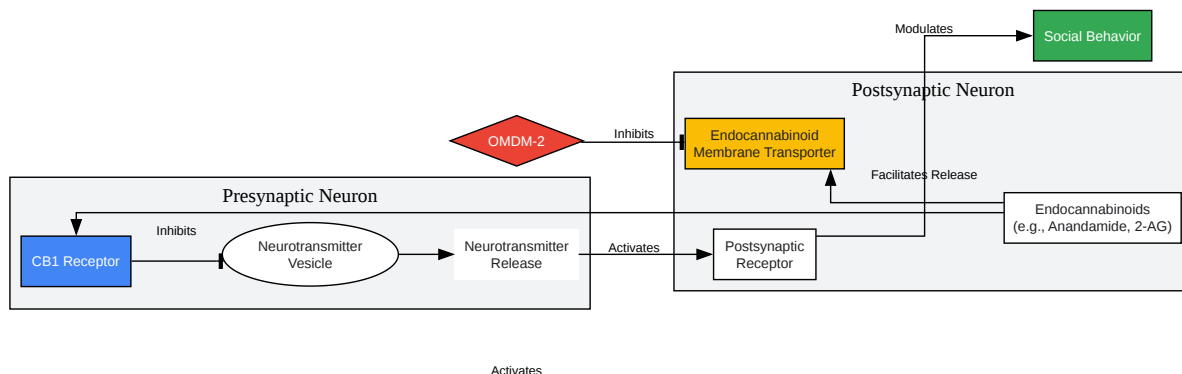 Modulates
Social Behavior
Postsynaptic Neuron
OMDM-2
Inhibits
Endocannabinoid
Membrane Transporter
Facilitates Release
Presynaptic Neuron
Endocannabinoids
(e.g., Anandamide, 2-AG)
CB1 Receptor
Inhibits
Neurotransmitter
Vesicle
Neurotransmitter
Release
Activates
Postsynaptic
Receptor
Activates